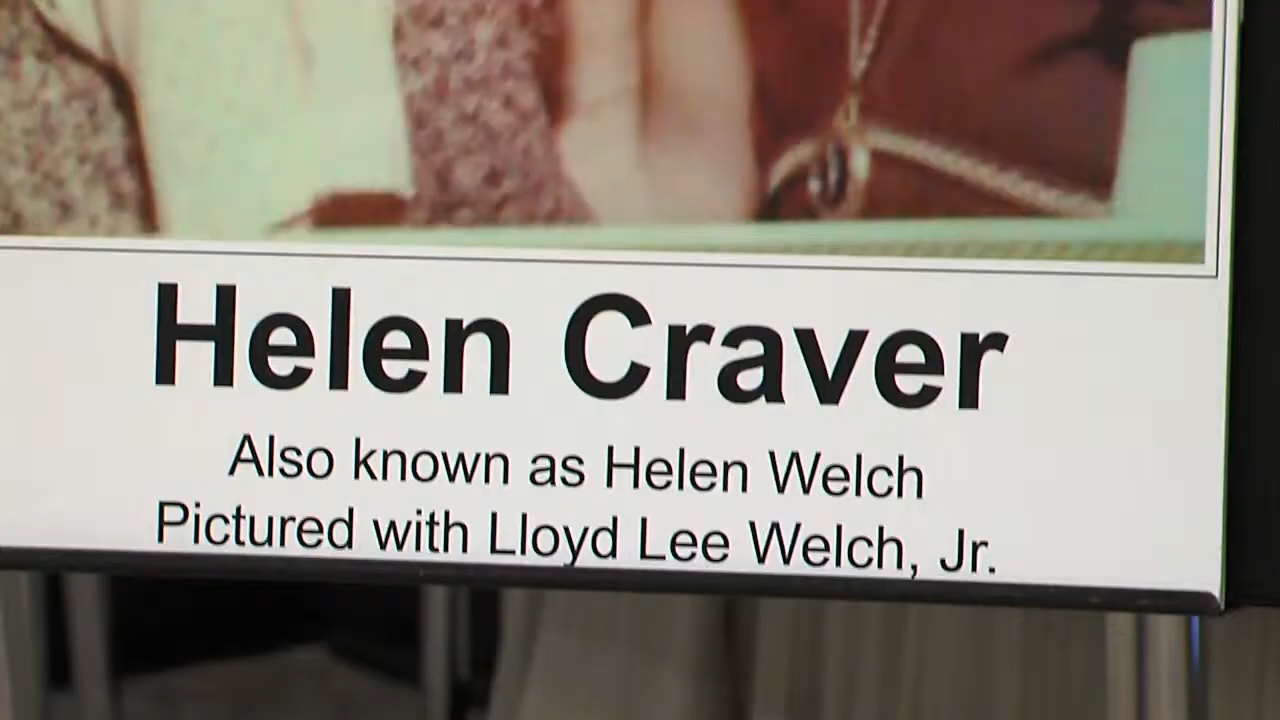 Helen Craver
Also known as Helen Welch
Pictured with Lloyd Lee Welch, Jr.